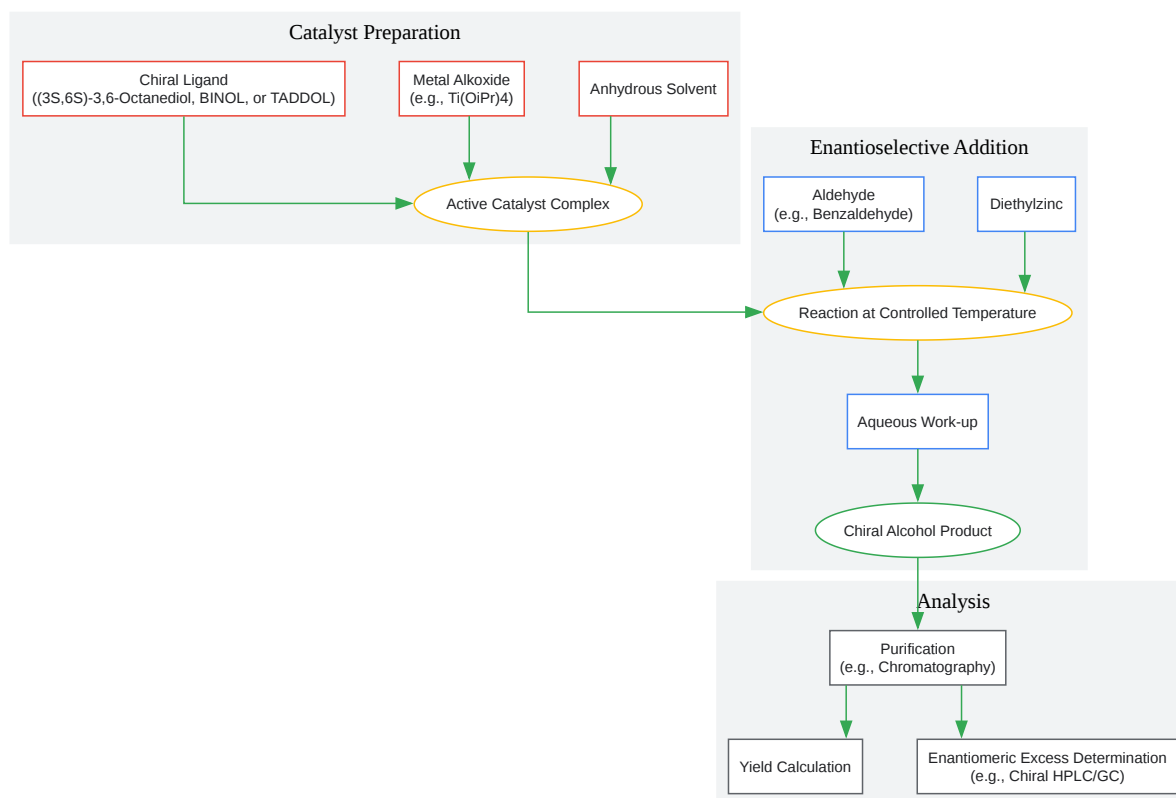 Catalyst Preparation
Chiral Ligand
((3S,6S)-3,6-Octanediol, BINOL, or TADDOL)
Metal Alkoxide
(e.g., Ti(OiPr)4)
Anhydrous Solvent
Active Catalyst Complex
Enantioselective Addition
Aldehyde
(e.g., Benzaldehyde)
Diethylzinc
Reaction at Controlled Temperature
Aqueous Work-up
Chiral Alcohol Product
Analysis
Purification
(e.g., Chromatography)
Yield Calculation
Enantiomeric Excess Determination
(e.g., Chiral HPLC/GC)